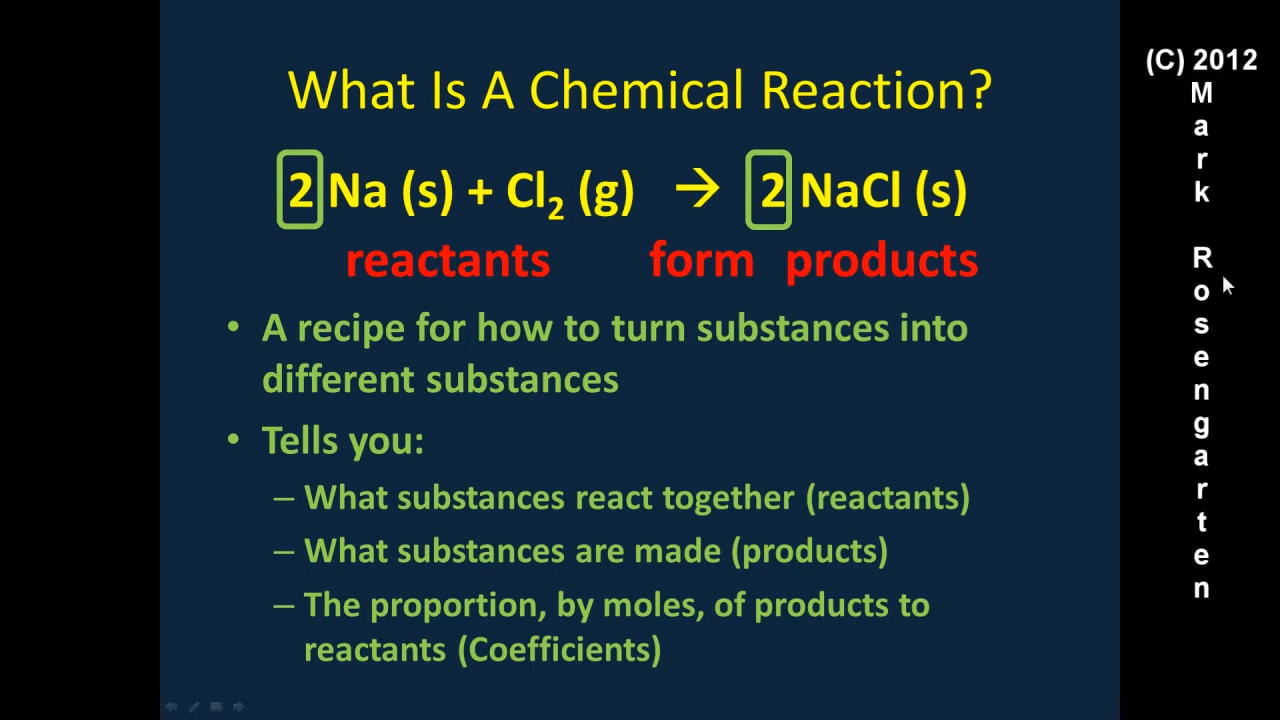 What Is A Chemical Reaction?
2 Na (s) + Cl₂ (g) → 2 NaCl (s)
reactants form products
• A recipe for how to turn substances into
different substances
• Tells you:
– What substances react together (reactants)
– What substances are made (products)
– The proportion, by moles, of products to
reactants (Coefficients)
(C) 2012
Mark Rosengarten